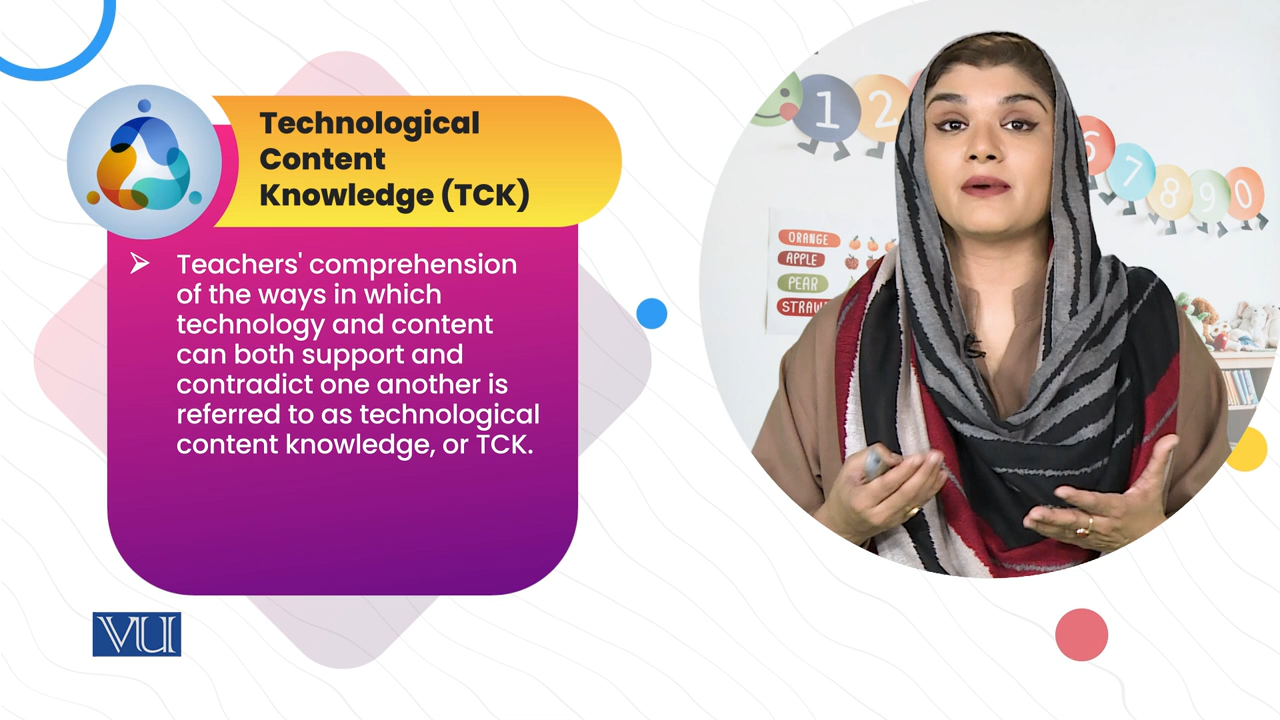 Technological
Content
Knowledge (TCK)
Teachers' comprehension
of the ways in which
technology and content
can both support and
contradict one another is
referred to as technological
content knowledge, or TCK.
VU
1 2
6 7 8 9 0
ORANGE
APPLE
PEAR